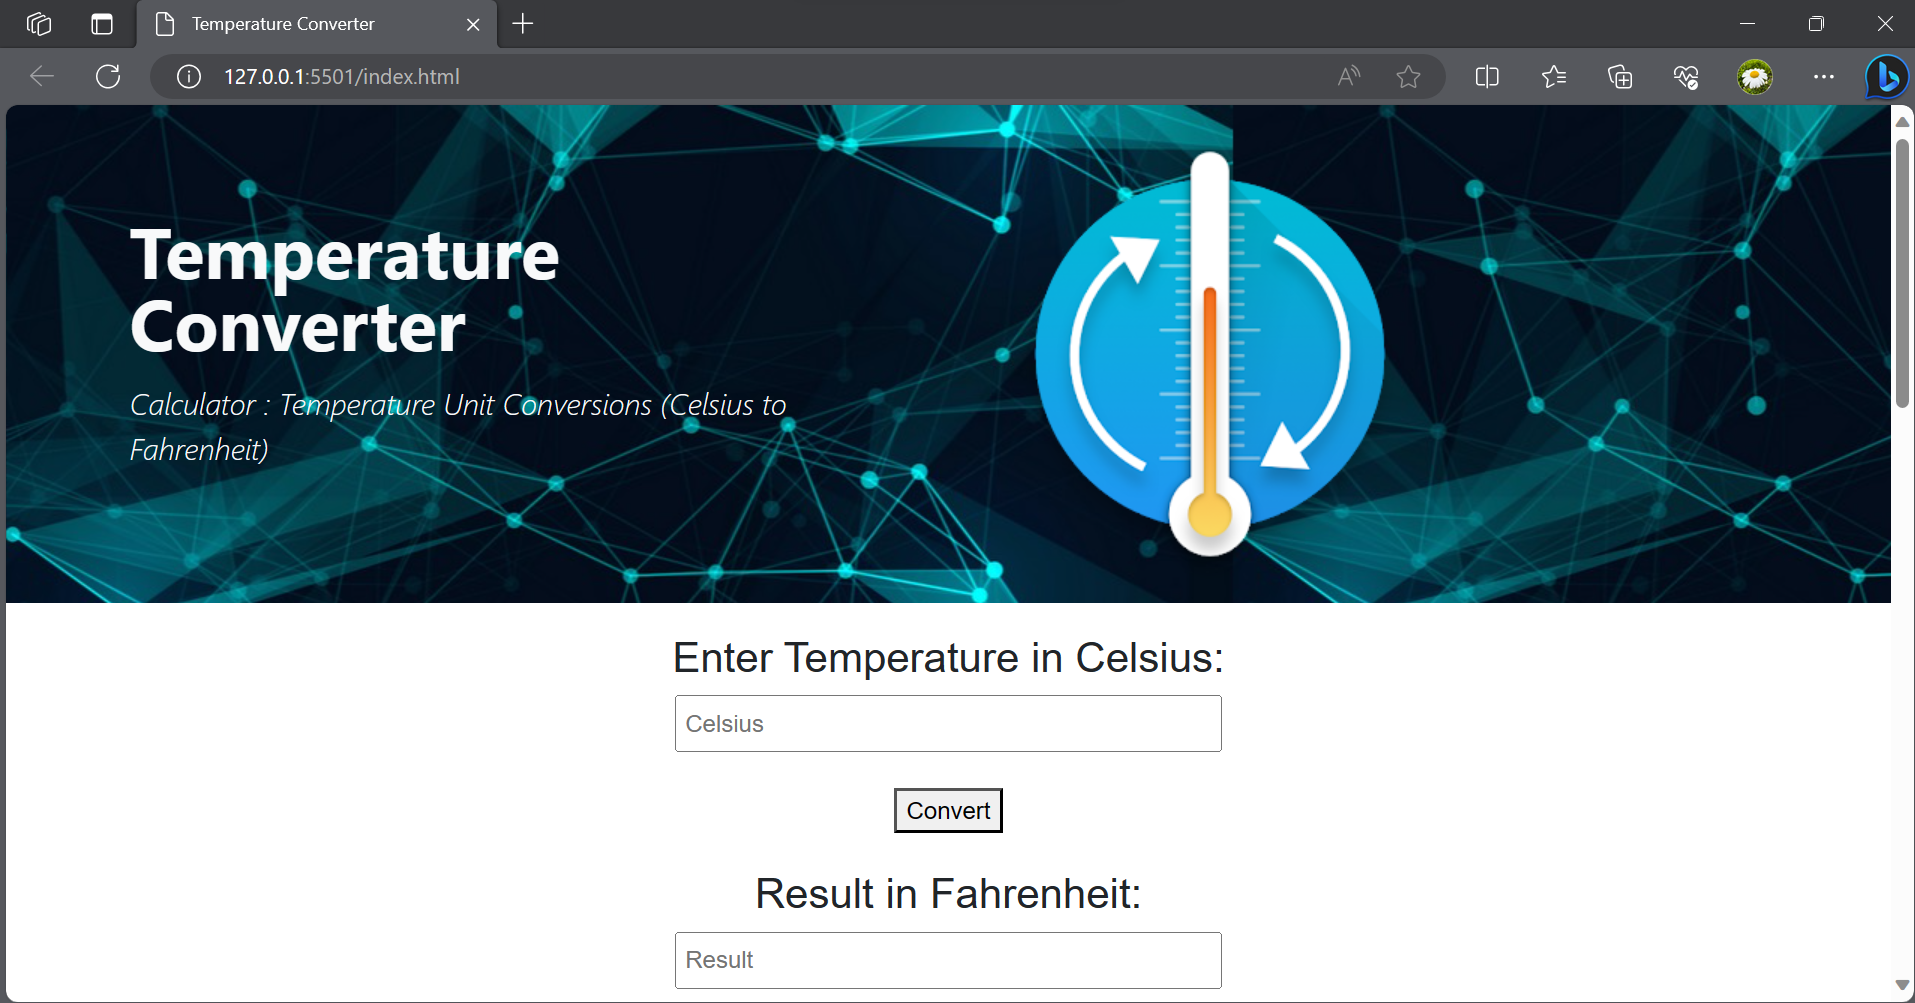 Temperature Converter
127.0.0.1:5501/index.html
Temperature
Converter
Calculator : Temperature Unit Conversions (Celsius to
Fahrenheit)
Enter Temperature in Celsius:
Celsius
Convert
Result in Fahrenheit:
Result